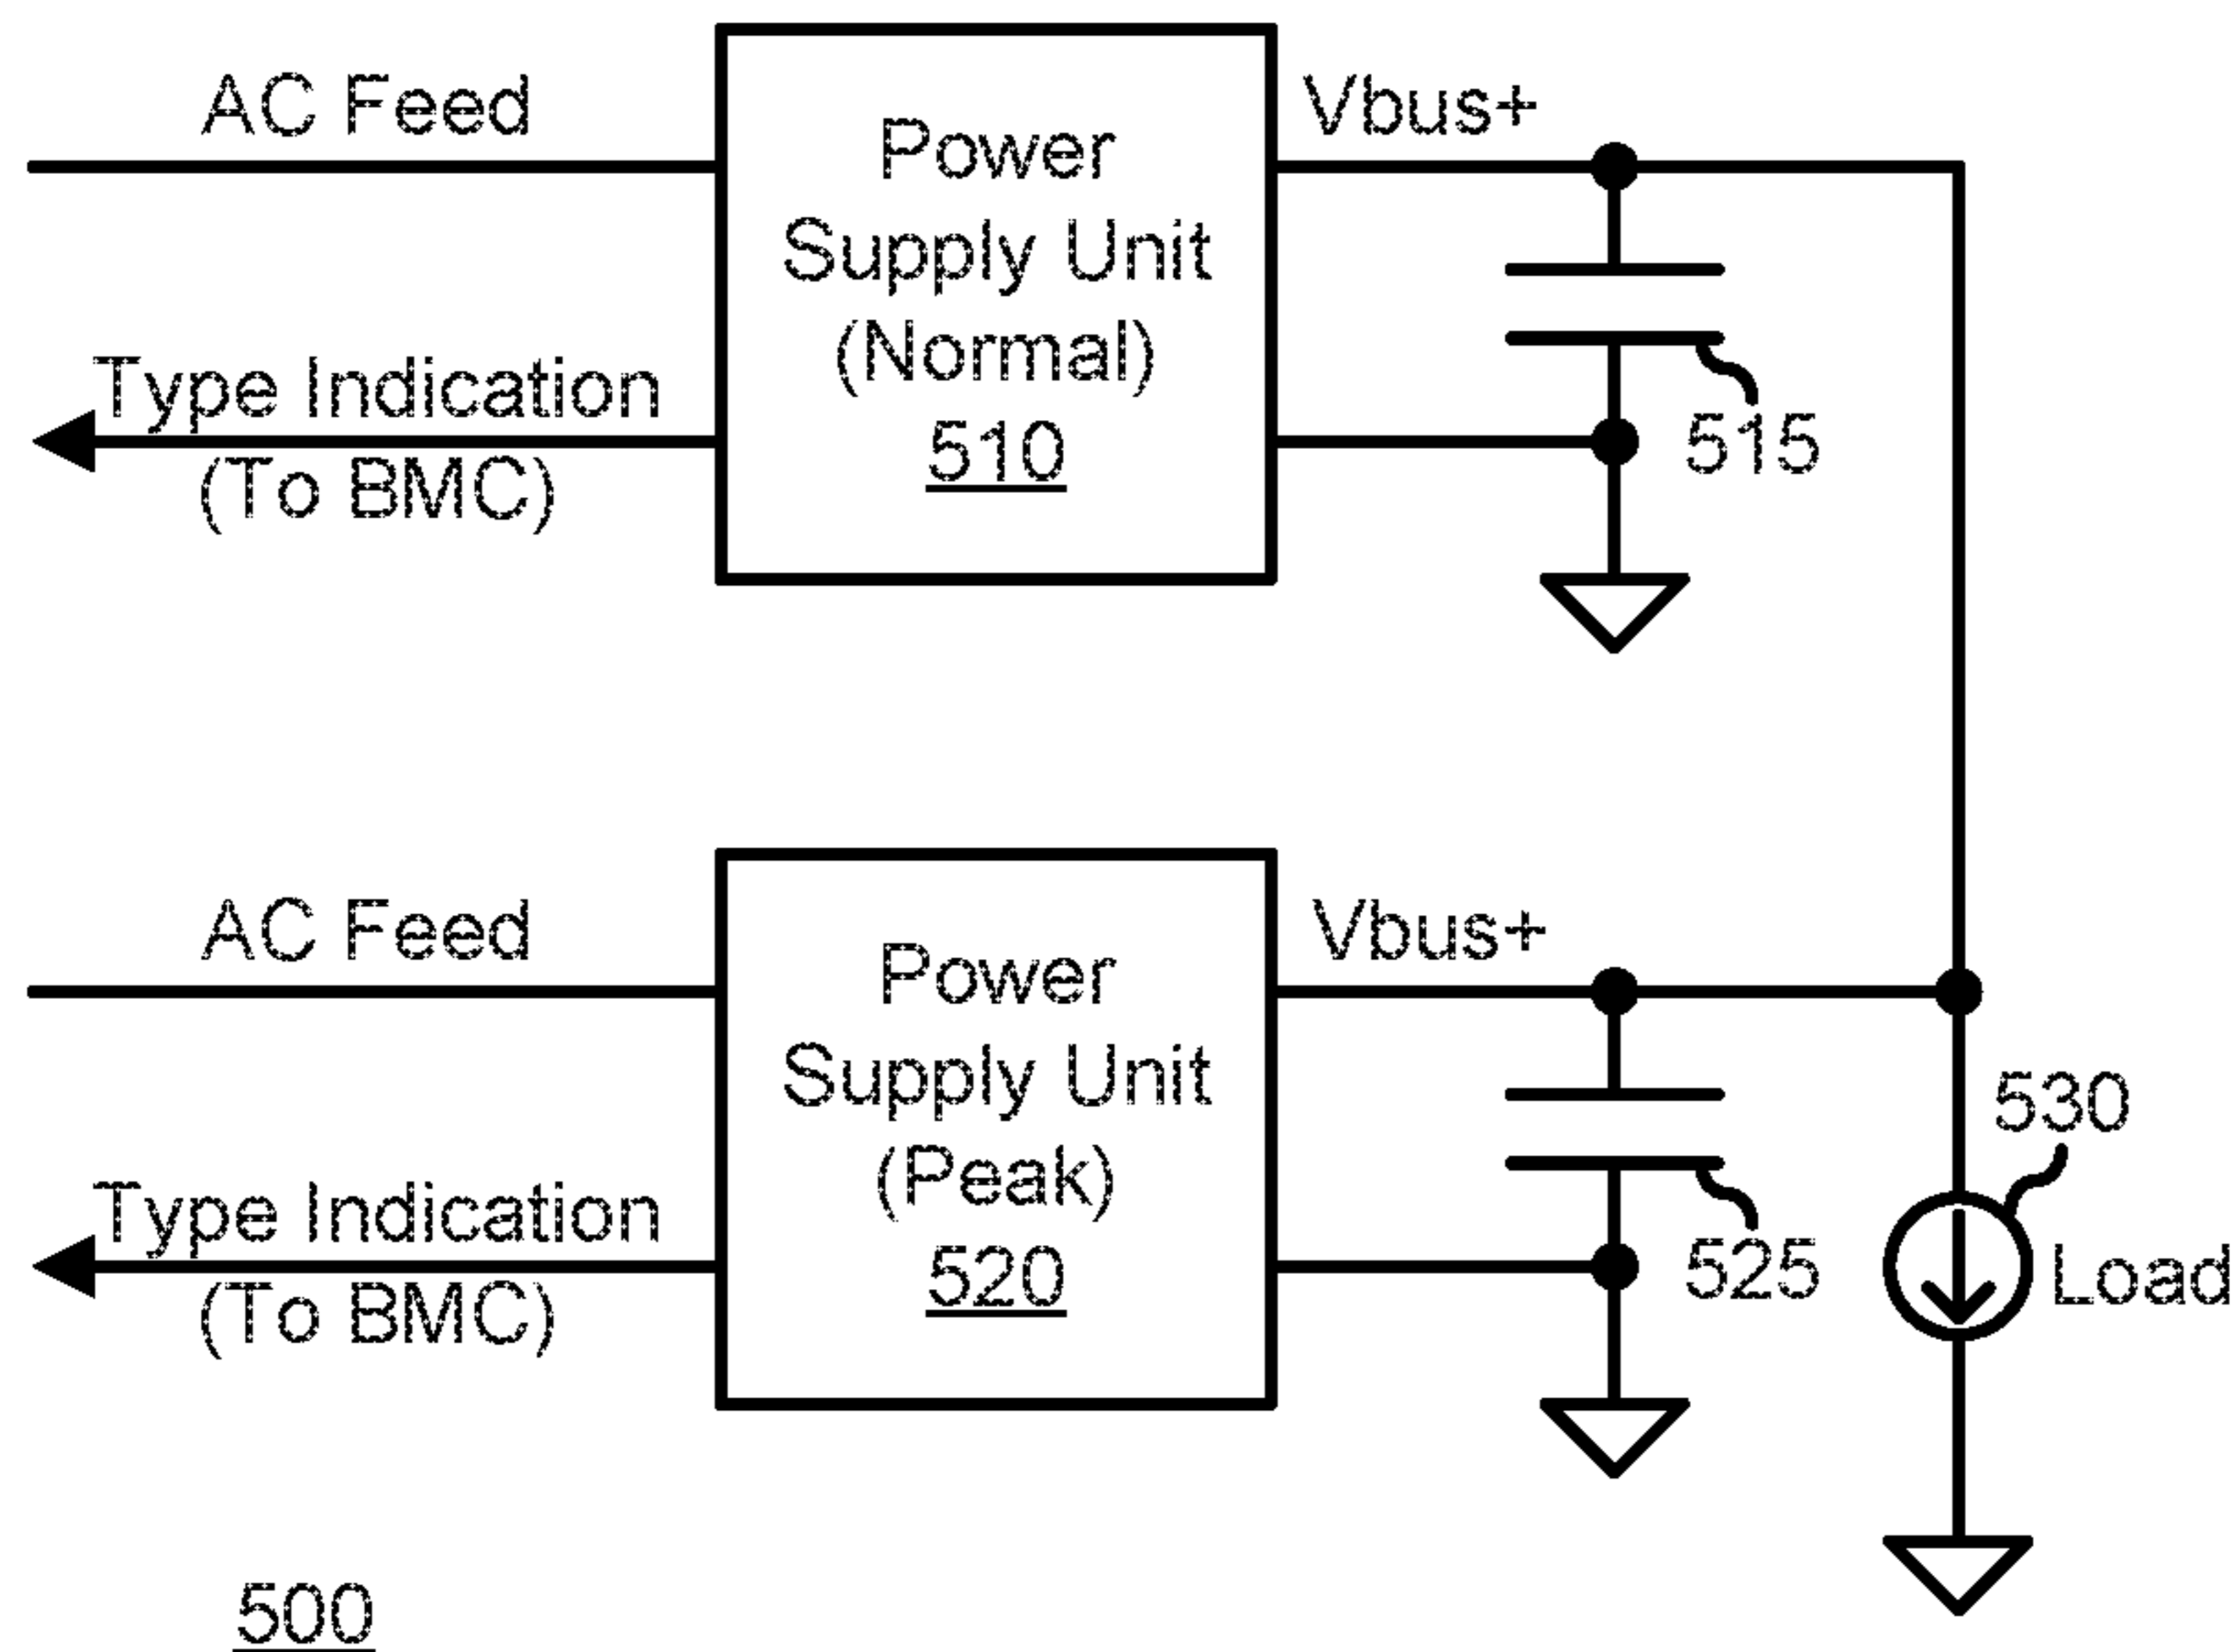 AC Feed
Type Indication
(To BMC)
Power
Supply Unit
(Normal)
510
Vbus+
515
AC Feed
Type Indication
(To BMC)
Power
Supply Unit
(Peak)
520
Vbus+
525
530
Load
500